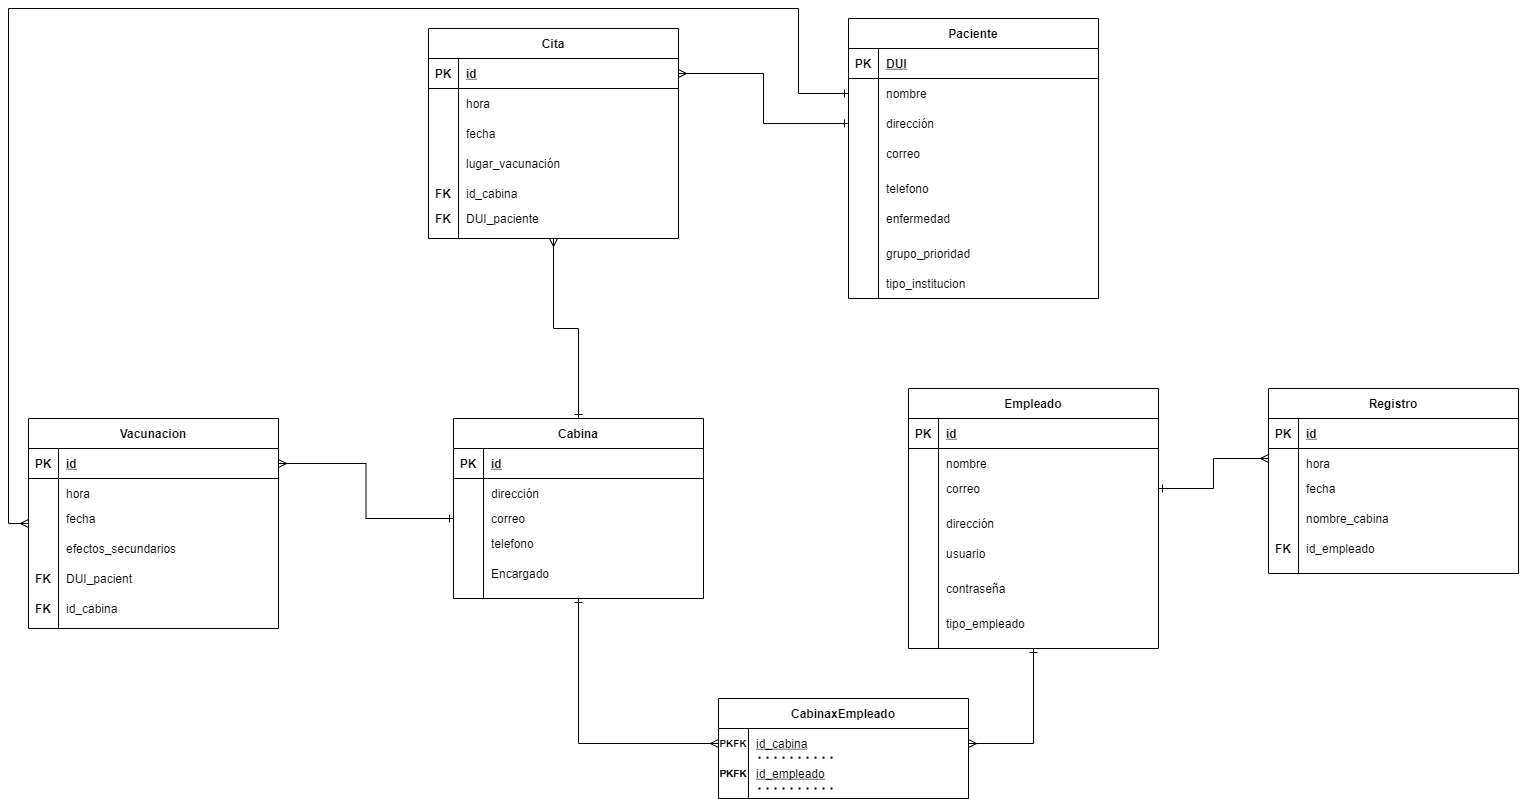 Cita
PK id
hora
fecha
lugar_vacunación
FK id_cabina
FK DUI_paciente
Paciente
PK DUI
nombre
dirección
correo
telefono
enfermedad
grupo_prioridad
tipo_institucion
Vacunacion
PK id
hora
fecha
efectos_secundarios
FK DUI_pacient
FK id_cabina
Cabina
PK id
dirección
correo
telefono
Encargado
Empleado
PK id
nombre
correo
dirección
usuario
contraseña
tipo_empleado
Registro
PK id
hora
fecha
nombre_cabina
FK id_empleado
CabinaxEmpleado
PKFK id_cabina
PKFK id_empleado